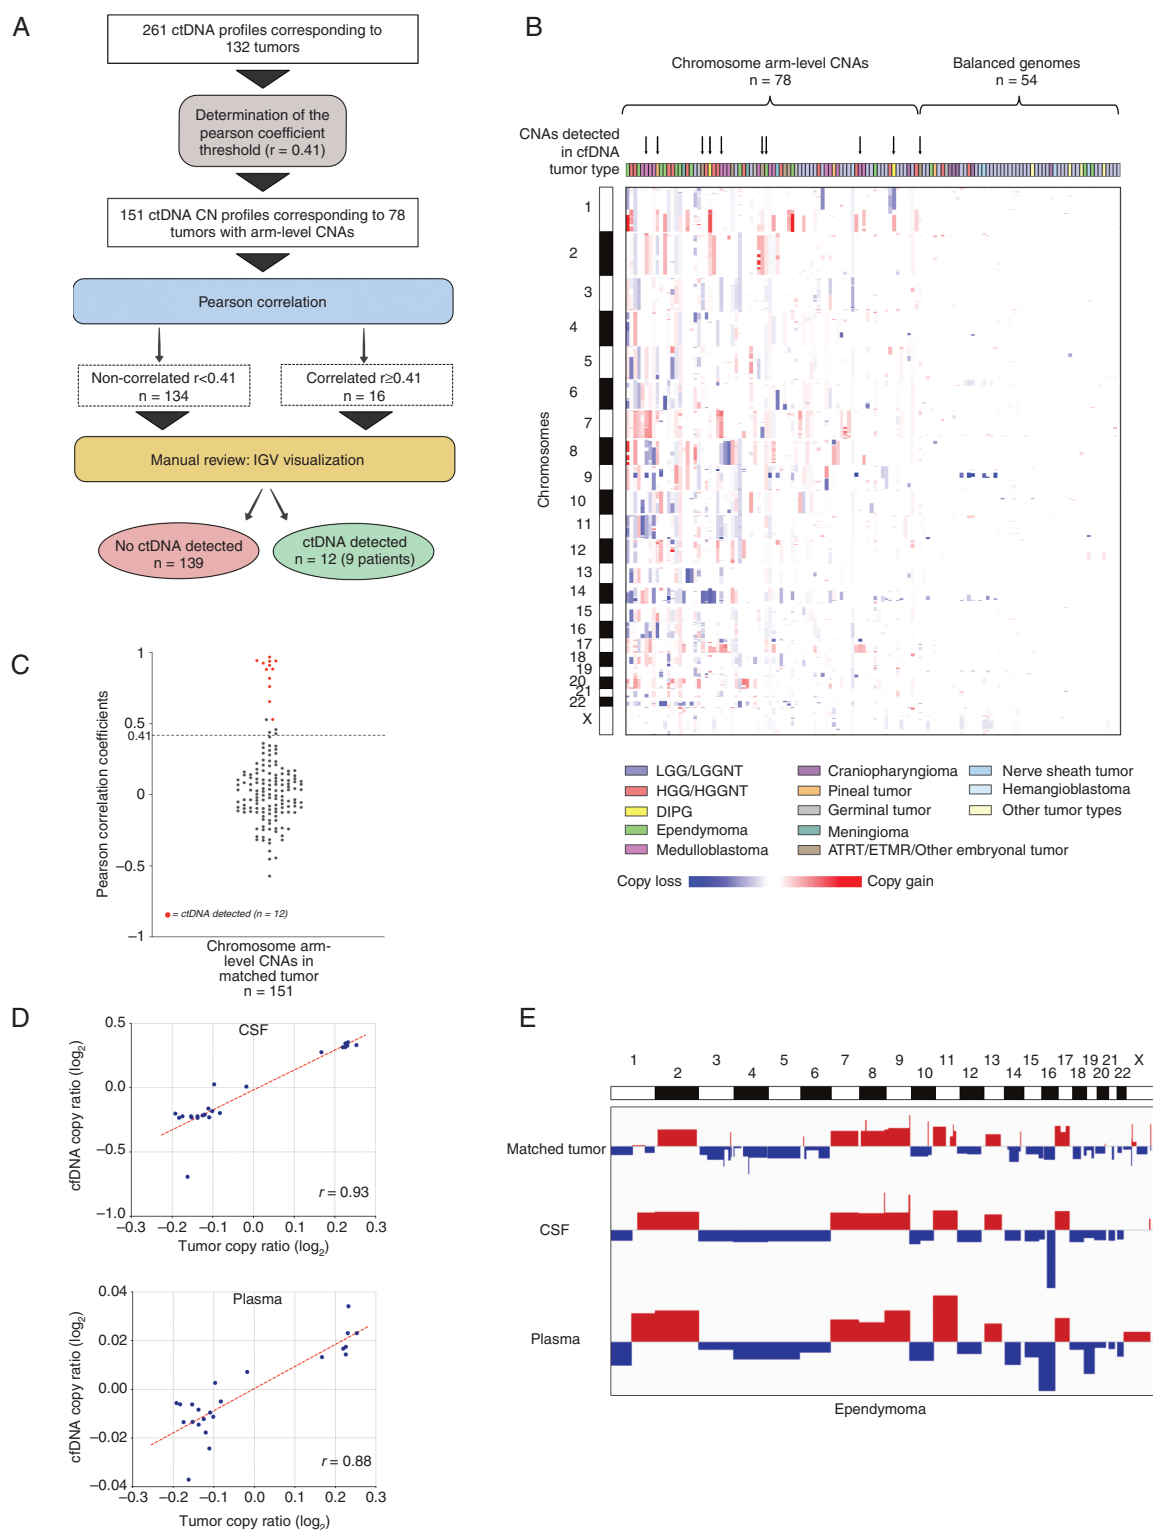 A
261 ctDNA profiles corresponding to
132 tumors
Determination of the
pearson coefficient
threshold (r = 0.41)
151 ctDNA CN profiles corresponding to 78
tumors with arm-level CNAs
Pearson correlation
Non-correlated r<0.41
n = 134
Correlated r≥0.41
n = 16
Manual review: IGV visualization
No ctDNA detected
n = 139
ctDNA detected
n = 12 (9 patients)
B
Chromosome arm-level CNAs
n = 78
Balanced genomes
n = 54
CNAs detected
in cfDNA
tumor type
Chromosomes
1
2
3
4
5
6
7
8
9
10
11
12
13
14
15
16
17
18
19
20
21
22
X
LGG/LGGNT
HGG/HGGNT
DIPG
Ependymoma
Medulloblastoma
Craniopharyngioma
Pineal tumor
Germinal tumor
Meningioma
ATRT/ETMR/Other embryonal tumor
Nerve sheath tumor
Hemangioblastoma
Other tumor types
Copy loss
Copy gain
C
Pearson correlation coefficients
1
0.5
0.41
0
−0.5
−1
= ctDNA detected (n = 12)
Chromosome arm-
level CNAs in
matched tumor
n = 151
D
CSF
cfDNA copy ratio (log2)
0.5
0.0
−0.5
−1.0
r = 0.93
−0.3 −0.2 −0.1 0.0 0.1 0.2 0.3
Tumor copy ratio (log2)
Plasma
cfDNA copy ratio (log2)
0.04
0.02
0.00
−0.02
−0.04
r = 0.88
−0.3 −0.2 −0.1 0.0 0.1 0.2 0.3
Tumor copy ratio (log2)
E
1 3 4 5 6 7 9 11 13 15 17 19 21 X
2 8 10 12 14 16 18 20 22
Matched tumor
CSF
Plasma
Ependymoma